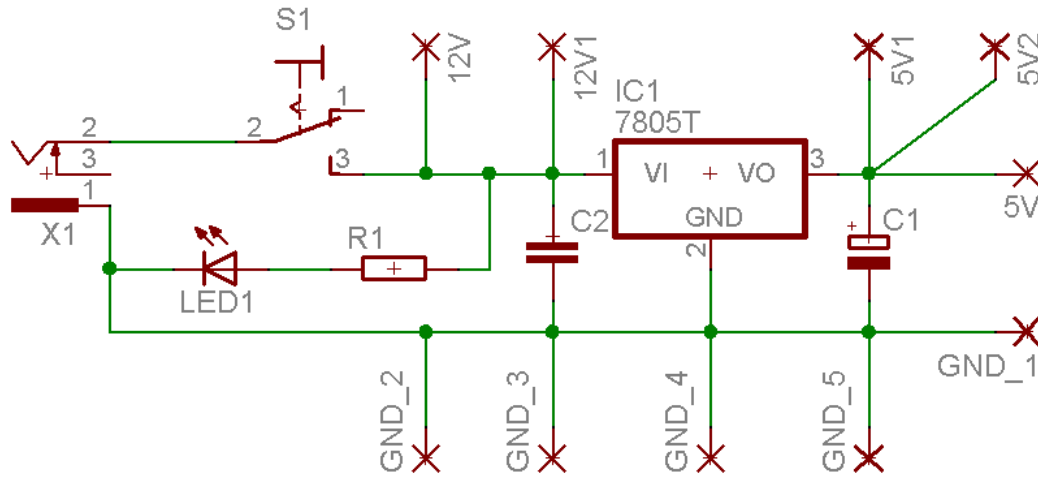 S1
12V
12V1
5V1
5V2
IC1
7805T
1
2
2
3
3
1
VI
VO
3
1
GND
2
5V
X1
R1
C2
C1
LED1
GND_1
GND_2
GND_3
GND_4
GND_5